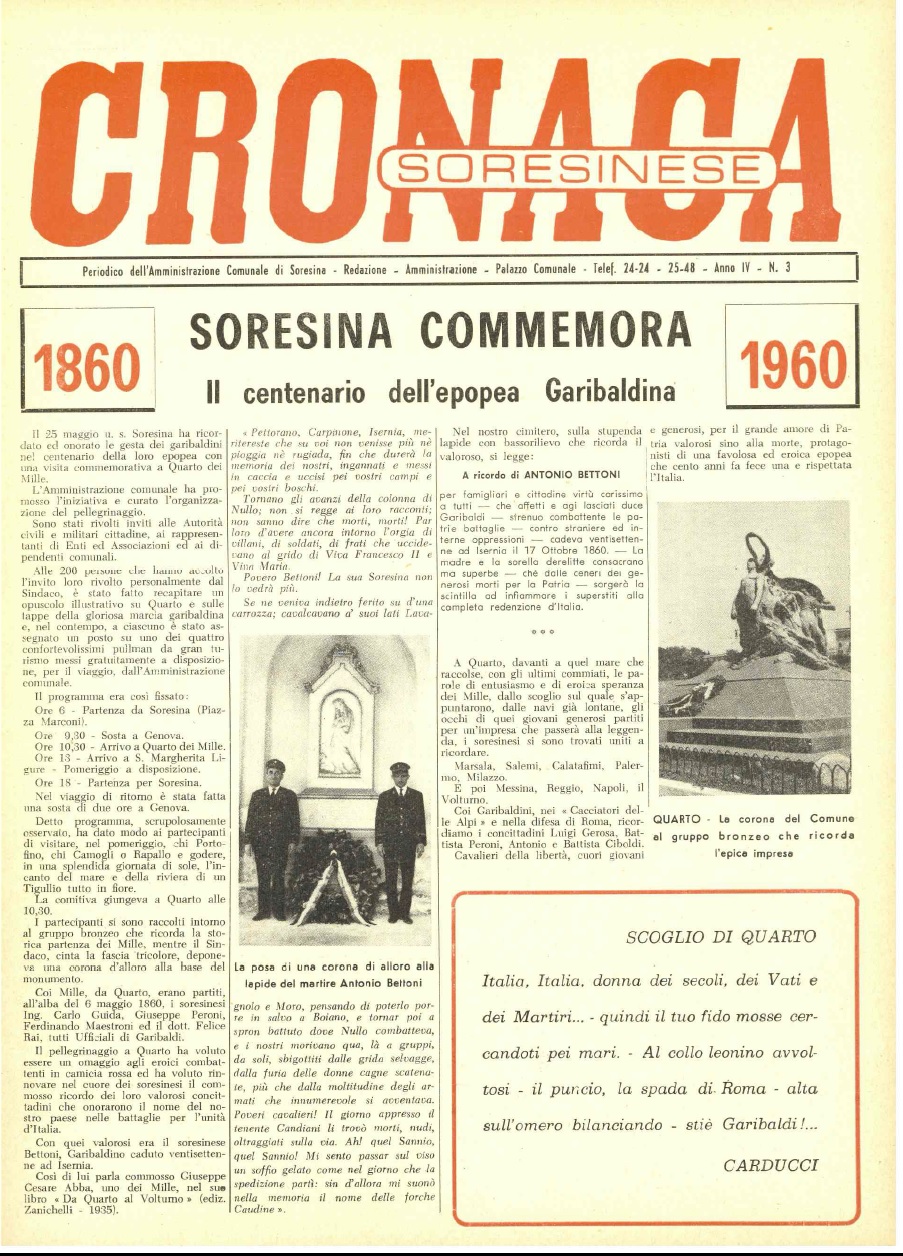 CRONACA
SORESINESE
Periodico dell'Amministrazione Comunale di Soresina - Redazione - Amministrazione - Palazzo Comunale - Telef. 24-24 - 25-48 - Anno IV - N. 3
1860
SORESINA COMMEMORA
Il centenario dell'epopea Garibaldina
1960
Il 25 maggio u. s. Soresina ha ricor-
dato ed onorato le gesta dei garibaldini
nel centenario della loro epopea con
una visita commemorativa a Quarto dei
Mille.
L'Amministrazione comunale ha pro-
mosso l'iniziativa e curato l'organizza-
zione del pellegrinaggio.
Sono stati rivolti inviti alle Autorità
civili e militari cittadine, ai rappresen-
tanti di Enti ed Associazioni ed ai di-
pendenti comunali.
Alle 200 persone che hanno accolto
l'invito loro rivolto personalmente dal
Sindaco, è stato fatto recapitare un
opuscolo illustrativo su Quarto e sulle
tappe della gloriosa marcia garibaldina
e, nel contempo, a ciascuno è stato as-
segnato un posto su uno dei quattro
confortevolissimi pullman da gran tu-
rismo messi gratuitamente a disposizio-
ne, per il viaggio, dall'Amministrazione
comunale.
Il programma era così fissato:
Ore 6 - Partenza da Soresina (Piaz-
za Marconi).
Ore 9,30 - Sosta a Genova.
Ore 10,30 - Arrivo a Quarto dei Mille.
Ore 13 - Arrivo a S. Margherita Li-
gure - Pomeriggio a disposizione.
Ore 18 - Partenza per Soresina.
Nel viaggio di ritorno è stata fatta
una sosta di due ore a Genova.
Detto programma, scrupolosamente
osservato, ha dato modo ai partecipanti
di visitare, nel pomeriggio, chi Porto-
fino, chi Camogli o Rapallo e godere,
in una splendida giornata di sole, l'in-
canto del mare e della riviera di un
Tigullio tutto in fiore.
La comitiva giungeva a Quarto alle
10,30.
I partecipanti si sono raccolti intorno
al gruppo bronzeo che ricorda la sto-
rica partenza dei Mille, mentre il Sin-
daco, cinta la fascia tricolore, depone-
va una corona d'alloro alla base del
monumento.
Coi Mille, da Quarto, erano partiti,
all'alba del 6 maggio 1860, i soresinesi
Ing. Carlo Guida, Giuseppe Peroni,
Ferdinando Maestroni ed il dott. Felice
Rai, tutti Ufficiali di Garibaldi.
Il pellegrinaggio a Quarto ha voluto
essere un omaggio agli eroici combat-
tenti in camicia rossa ed ha voluto rin-
novare nel cuore dei soresinesi il com-
mosso ricordo dei loro valorosi concit-
tadini che onorarono il nome del no-
stro paese nelle battaglie per l'unità
d'Italia.
Con quei valorosi era il soresinese
Bettoni, Garibaldino caduto ventisetten-
ne ad Isernia.
Così di lui parla commosso Giuseppe
Cesare Abba, uno dei Mille, nel suo
libro « Da Quarto al Volturno » (ediz.
Zanichelli - 1935).
« Pettorano, Carpinone, Isernia, me-
ritereste che su voi non venisse più nè
pioggia nè rugiada, fin che durerà la
memoria dei nostri, ingannati e messi
in caccia e uccisi pei vostri campi e
pei vostri boschi.
Tornano gli avanzi della colonna di
Nullo; non si regge ai loro racconti;
non sanno dire che morti, morti! Par
loro d'avere ancora intorno l'orgia di
villani, di soldati, di frati che uccide-
vano al grido di Viva Francesco II e
Viva Maria.
Povero Bettoni! La sua Soresina non
lo vedrà più.
Se ne veniva indietro ferito su d'una
carrozza; cavalcavano a' suoi lati Lava-
La posa di una corona di alloro alla
lapide del martire Antonio Bettoni
gnolo e Moro, pensando di poterlo por-
re in salvo a Boiano, e tornar poi a
spron battuto dove Nullo combatteva,
e i nostri morivano qua, là a gruppi,
da soli, sbigottiti dalle grida selvagge,
dalla furia delle donne cagne scatena-
te, più che dalla moltitudine degli ar-
mati che innumerevole si avventava.
Poveri cavalieri! Il giorno appresso il
tenente Candiani li trovò morti, nudi,
oltraggiati sulla via. Ah! quel Sannio,
quel Sannio! Mi sento passar sul viso
un soffio gelato come nel giorno che la
spedizione partì: sin d'allora mi suonò
nella memoria il nome delle forche
Caudine ».
Nel nostro cimitero, sulla stupenda
lapide con bassorilievo che ricorda il
valoroso, si legge:
A ricordo di ANTONIO BETTONI
per famigliari e cittadine virtù carissimo
a tutti — che affetti e agi lasciati duce
Garibaldi — strenuo combattente le pa-
trie battaglie — contro straniere ed in-
terne oppressioni — cadeva ventisetten-
ne ad Isernia il 17 Ottobre 1860. — La
madre e la sorella derelitte consacrano
ma superbe — chè dalle ceneri dei ge-
nerosi morti per la Patria — sorgerà la
scintilla ad infiammare i superstiti alla
completa redenzione d'Italia.
° ° °
A Quarto, davanti a quel mare che
raccolse, con gli ultimi commiati, le pa-
role di entusiasmo e di eroica speranza
dei Mille, dallo scoglio sul quale s'ap-
puntarono, dalle navi già lontane, gli
occhi di quei giovani generosi partiti
per un'impresa che passerà alla leggen-
da, i soresinesi si sono trovati uniti a
ricordare.
Marsala, Salemi, Calatafimi, Paler-
mo, Milazzo.
E poi Messina, Reggio, Napoli, il
Volturno.
Coi Garibaldini, nei « Cacciatori del-
le Alpi » e nella difesa di Roma, ricor-
diamo i concittadini Luigi Gerosa, Bat-
tista Peroni, Antonio e Battista Ciboldi.
Cavalieri della libertà, cuori giovani
e generosi, per il grande amore di Pa-
tria valorosi sino alla morte, protago-
nisti di una favolosa ed eroica epopea
che cento anni fa fece una e rispettata
l'Italia.
QUARTO - La corona del Comune
al gruppo bronzeo che ricorda
l'epica impresa
SCOGLIO DI QUARTO
Italia, Italia, donna dei secoli, dei Vati e
dei Martiri... - quindi il tuo fido mosse cer-
candoti pei mari. - Al collo leonino avvol-
tosi - il puncio, la spada di Roma - alta
sull'omero bilanciando - stiè Garibaldi!...
CARDUCCI